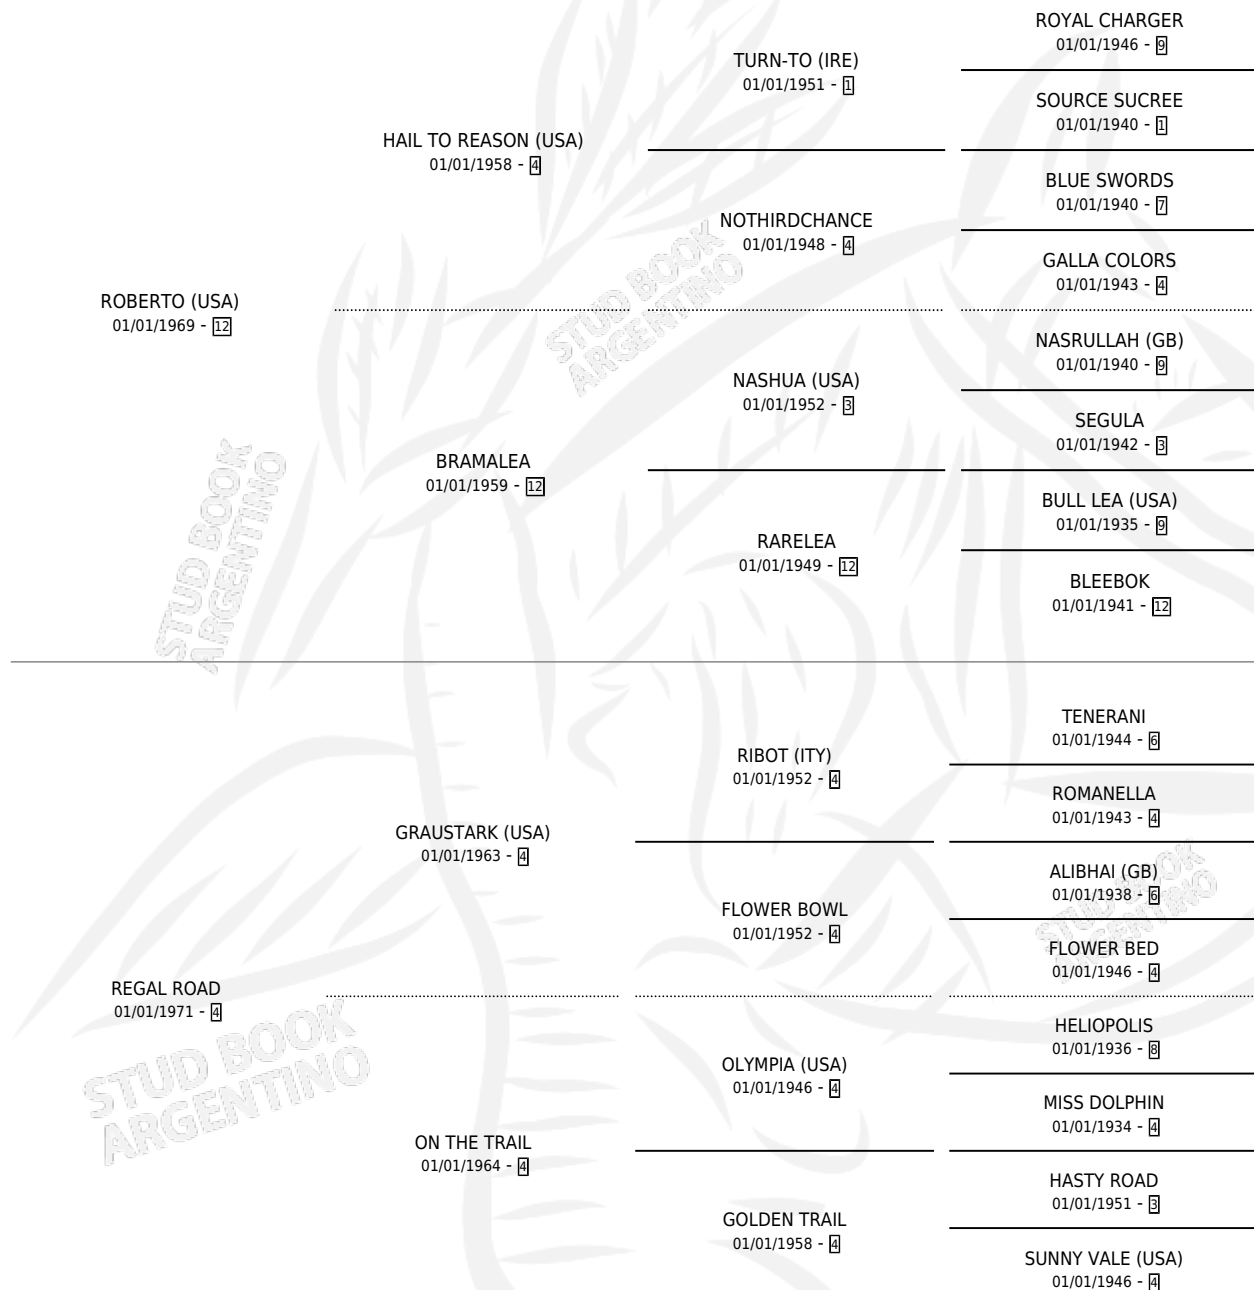 ROYAL CHARGER
01/01/1946 - 9
TURN-TO (IRE)
01/01/1951 - 1
SOURCE SUCREE
01/01/1940 - 1
HAIL TO REASON (USA)
01/01/1958 - 4
BLUE SWORDS
01/01/1940 - 7
NOTHIRDCHANCE
01/01/1948 - 4
GALLA COLORS
01/01/1943 - 4
ROBERTO (USA)
01/01/1969 - 12
STUD BOOK
ARGENTINO
NASRULLAH (GB)
01/01/1940 - 9
NASHUA (USA)
01/01/1952 - 3
SEGULA
01/01/1942 - 3
BRAMALEA
01/01/1959 - 12
BULL LEA (USA)
01/01/1935 - 9
RARELEA
01/01/1949 - 12
BLEEBOK
01/01/1941 - 12
STUD BOOK
ARGENTINO
TENERANI
01/01/1944 - 6
RIBOT (ITY)
01/01/1952 - 4
ROMANELLA
01/01/1943 - 4
GRAUSTARK (USA)
01/01/1963 - 4
ALIBHAI (GB)
01/01/1938 - 6
FLOWER BOWL
01/01/1952 - 4
STUD BOOK
ARGENTINO
FLOWER BED
01/01/1946 - 4
REGAL ROAD
01/01/1971 - 4
STUD BOOK
ARGENTINO
HELIOPOLIS
01/01/1936 - 8
OLYMPIA (USA)
01/01/1946 - 4
MISS DOLPHIN
01/01/1934 - 4
ON THE TRAIL
01/01/1964 - 4
HASTY ROAD
01/01/1951 - 3
GOLDEN TRAIL
01/01/1958 - 4
SUNNY VALE (USA)
01/01/1946 - 4